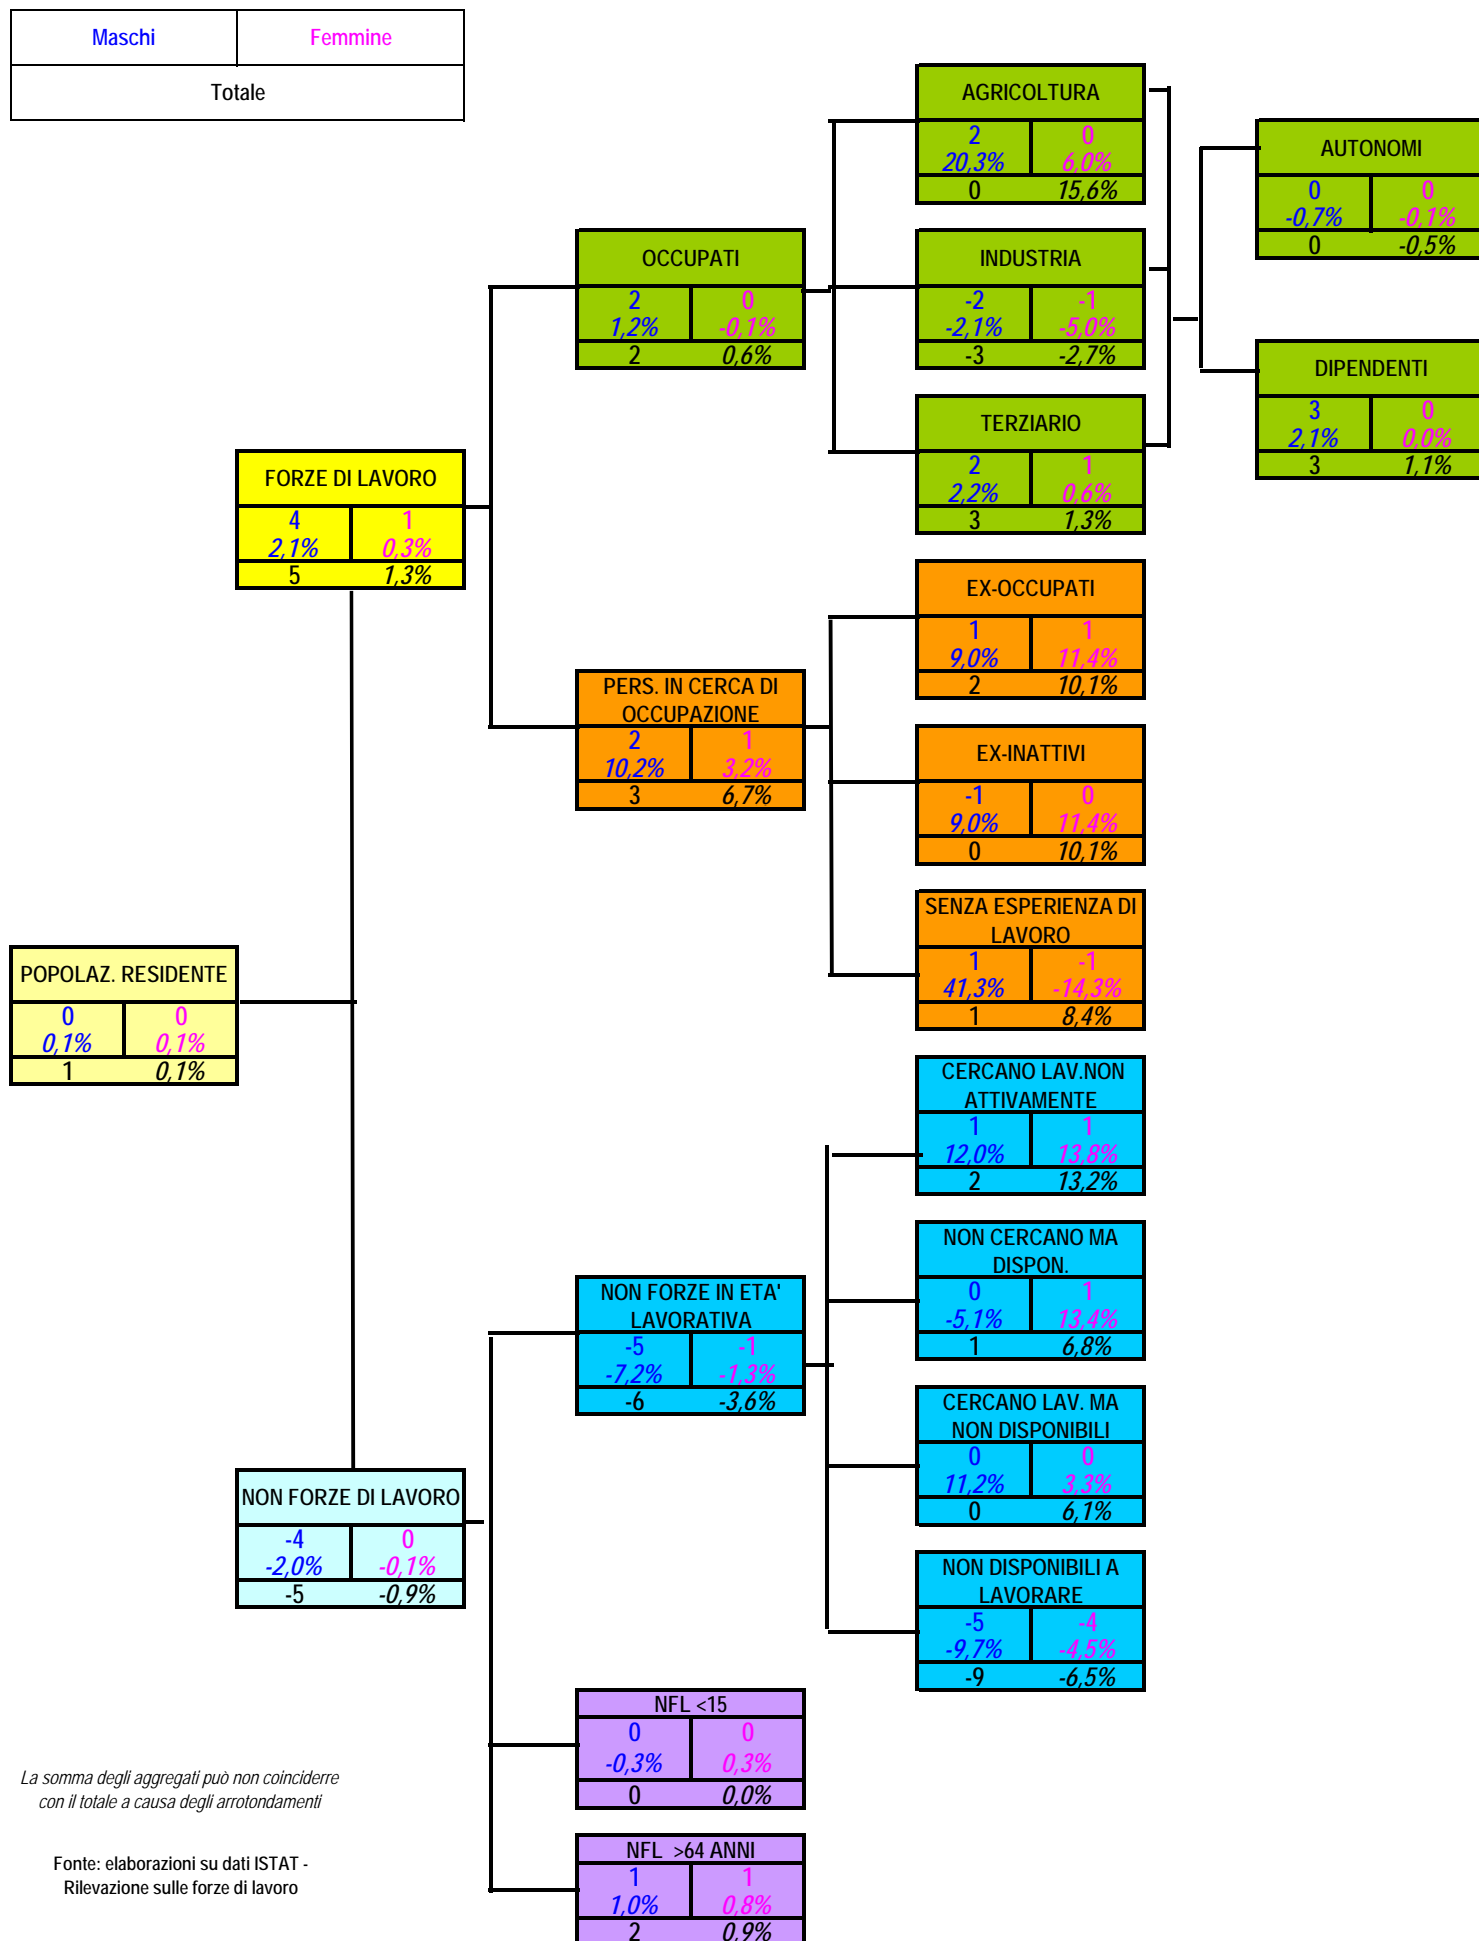 Maschi Femmine
Totale
AGRICOLTURA
2 0
20,3% 6,0%
0 15,6%
AUTONOMI
0 0
-0,7% -0,1%
0 -0,5%
OCCUPATI
2 0
1,2% -0,1%
2 0,6%
INDUSTRIA
-2 -1
-2,1% -5,0%
-3 -2,7%
DIPENDENTI
3 0
2,1% 0,0%
3 1,1%
TERZIARIO
2 1
2,2% 0,6%
3 1,3%
FORZE DI LAVORO
4 1
2,1% 0,3%
5 1,3%
EX-OCCUPATI
1 1
9,0% 11,4%
2 10,1%
PERS. IN CERCA DI
OCCUPAZIONE
2 1
10,2% 3,2%
3 6,7%
EX-INATTIVI
-1 0
9,0% 11,4%
0 10,1%
SENZA ESPERIENZA DI
LAVORO
1 -1
41,3% -14,3%
1 8,4%
POPOLAZ. RESIDENTE
0 0
0,1% 0,1%
1 0,1%
CERCANO LAV.NON
ATTIVAMENTE
1 1
12,0% 13,8%
2 13,2%
NON CERCANO MA
DISPON.
0 1
-5,1% 13,4%
1 6,8%
NON FORZE IN ETA'
LAVORATIVA
-5 -1
-7,2% -1,3%
-6 -3,6%
CERCANO LAV. MA
NON DISPONIBILI
0 0
11,2% 3,3%
0 6,1%
NON FORZE DI LAVORO
-4 0
-2,0% -0,1%
-5 -0,9%
NON DISPONIBILI A
LAVORARE
-5 -4
-9,7% -4,5%
-9 -6,5%
NFL <15
0 0
-0,3% 0,3%
0 0,0%
La somma degli aggregati può non coinciderre
con il totale a causa degli arrotondamenti
NFL >64 ANNI
1 1
1,0% 0,8%
2 0,9%
Fonte: elaborazioni su dati ISTAT -
Rilevazione sulle forze di lavoro